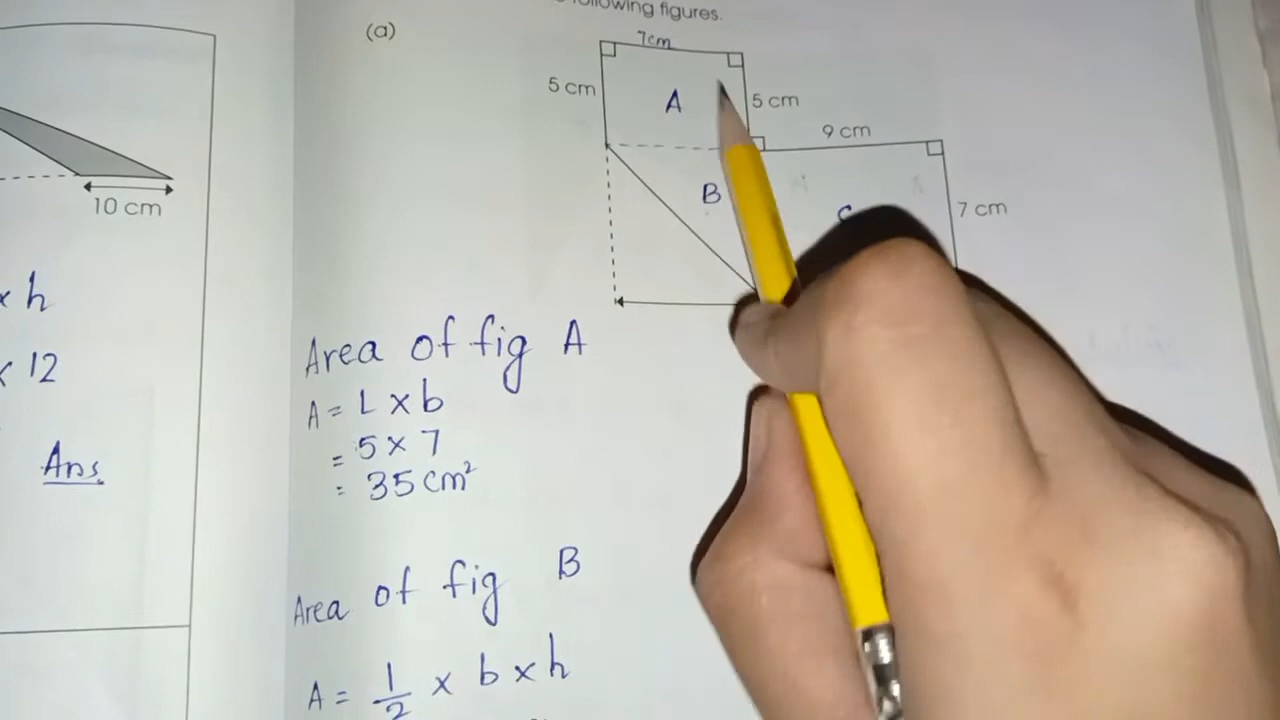 following figures.
(a)
7cm
5 cm
A
5 cm
9 cm
B
7 cm
C
10 cm
x h
x 12
Ans.
Area of fig A
A = L x b
= 5 x 7
= 35 cm²
Area of fig B
A = 1/2 x b x h